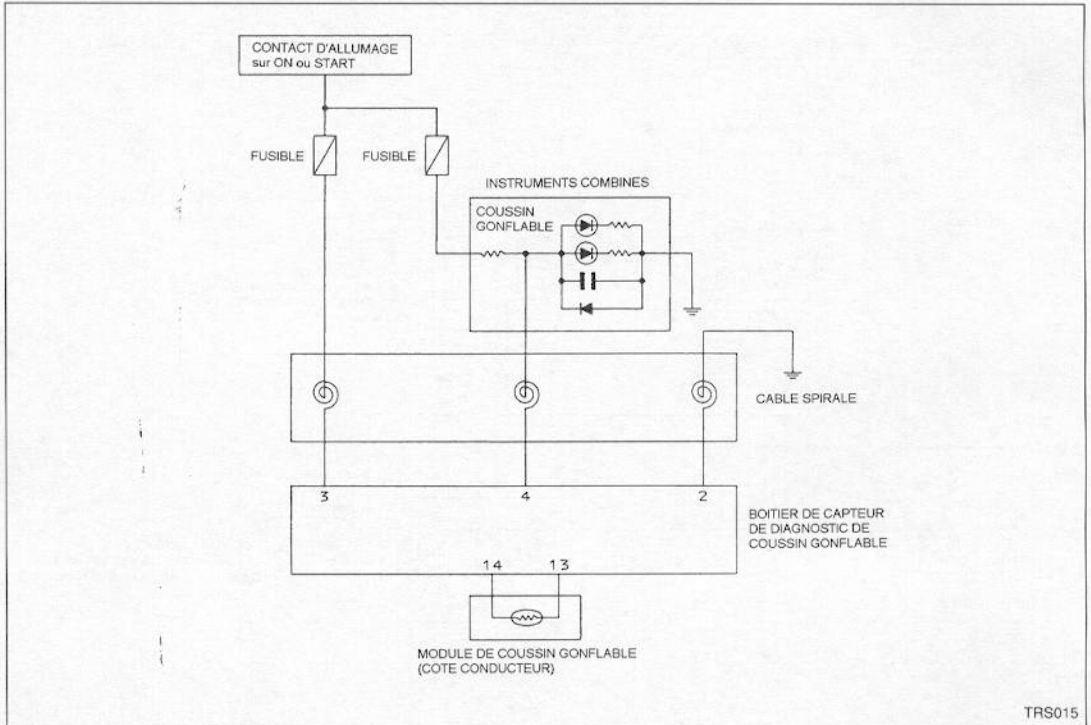 CONTACT D'ALLUMAGE
sur ON ou START
FUSIBLE
FUSIBLE
INSTRUMENTS COMBINES
COUSSIN
GONFLABLE
CABLE SPIRALE
3
4
2
BOITIER DE CAPTEUR
DE DIAGNOSTIC DE
COUSSIN GONFLABLE
14
13
MODULE DE COUSSIN GONFLABLE
(COTE CONDUCTEUR)
TRS015